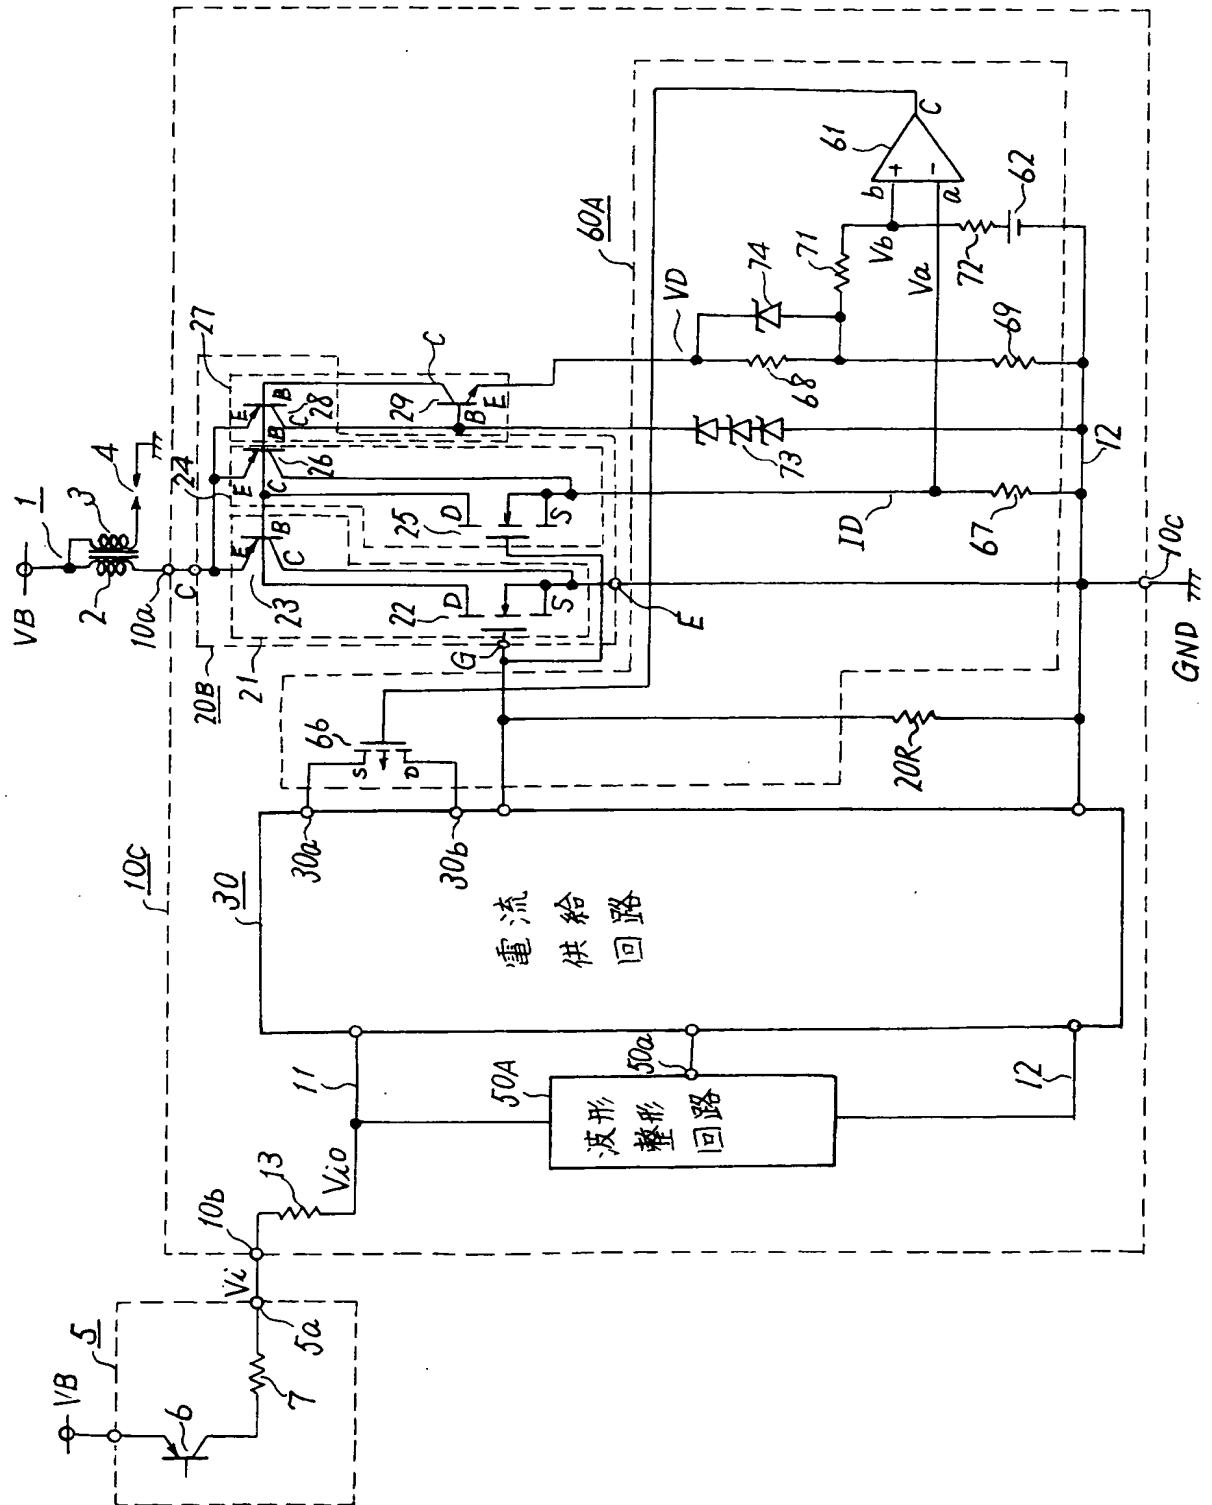 VB
1
2
3
4
10a
C
10C
20B
21
23
E
B
C
24
E
B
C
26
27
E
B
C
28
C
29
B
E
22
D
S
G
25
D
S
E
60A
61
C
b
+
a
-
62
VD
74
71
Vb
72
Va
68
69
73
ID
67
12
10C
GND
66
S
D
30a
30b
20R
30
電流
供給
回路
11
50A
50a
波形
整形
回路
12
Vio
13
10b
Vi
5a
5
VB
6
7